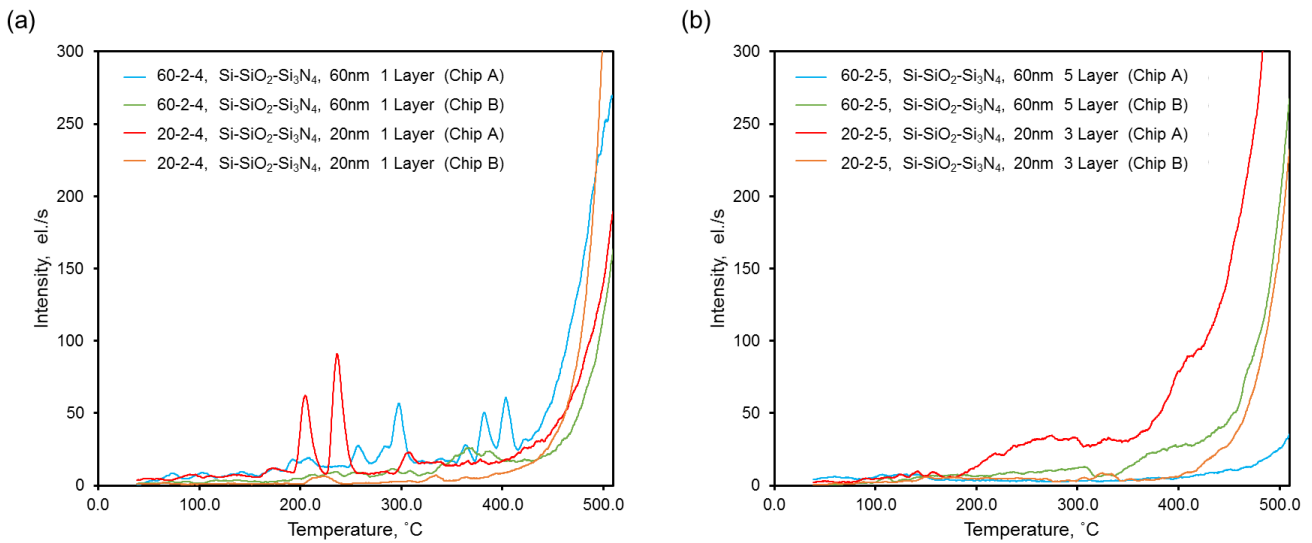 (a)
300
250
200
150
100
50
0
Intensity, el./s
60-2-4, Si-SiO₂-Si₃N₄, 60nm 1 Layer (Chip A)
60-2-4, Si-SiO₂-Si₃N₄, 60nm 1 Layer (Chip B)
20-2-4, Si-SiO₂-Si₃N₄, 20nm 1 Layer (Chip A)
20-2-4, Si-SiO₂-Si₃N₄, 20nm 1 Layer (Chip B)
0.0 100.0 200.0 300.0 400.0 500.0
Temperature, ˚C
(b)
300
250
200
150
100
50
0
Intensity, el./s
60-2-5, Si-SiO₂-Si₃N₄, 60nm 5 Layer (Chip A)
60-2-5, Si-SiO₂-Si₃N₄, 60nm 5 Layer (Chip B)
20-2-5, Si-SiO₂-Si₃N₄, 20nm 3 Layer (Chip A)
20-2-5, Si-SiO₂-Si₃N₄, 20nm 3 Layer (Chip B)
0.0 100.0 200.0 300.0 400.0 500.0
Temperature, ˚C